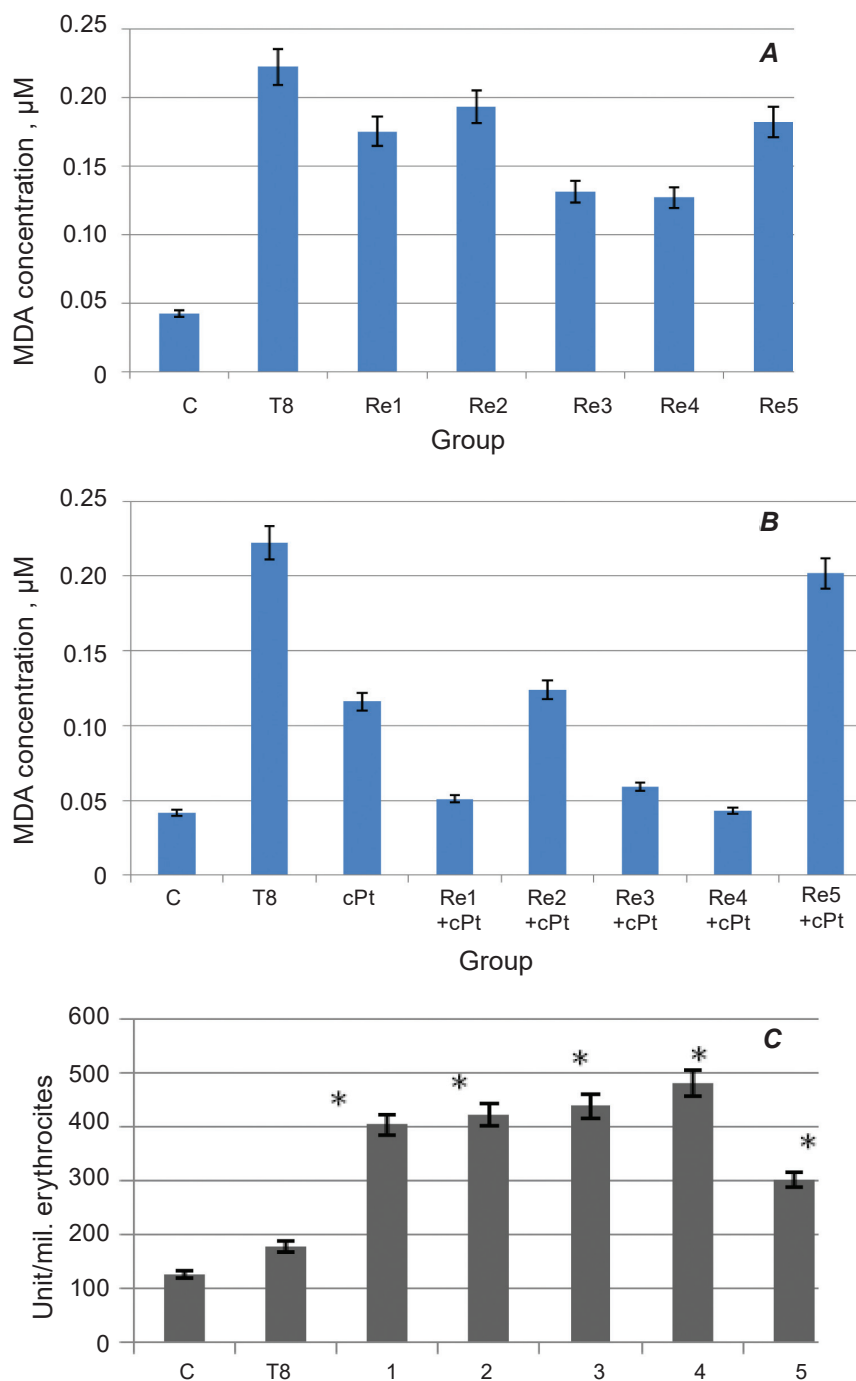 A
MDA concentration , µM
0.25
0.20
0.15
0.10
0.05
0
C T8 Re1 Re2 Re3 Re4 Re5
Group
B
MDA concentration , µM
0.25
0.20
0.15
0.10
0.05
0
C T8 cPt Re1 Re2 Re3 Re4 Re5
+cPt +cPt +cPt +cPt +cPt
Group
C
Unit/mil. erythrocites
600
500
400
300
200
100
0
* * * * *
C T8 1 2 3 4 5